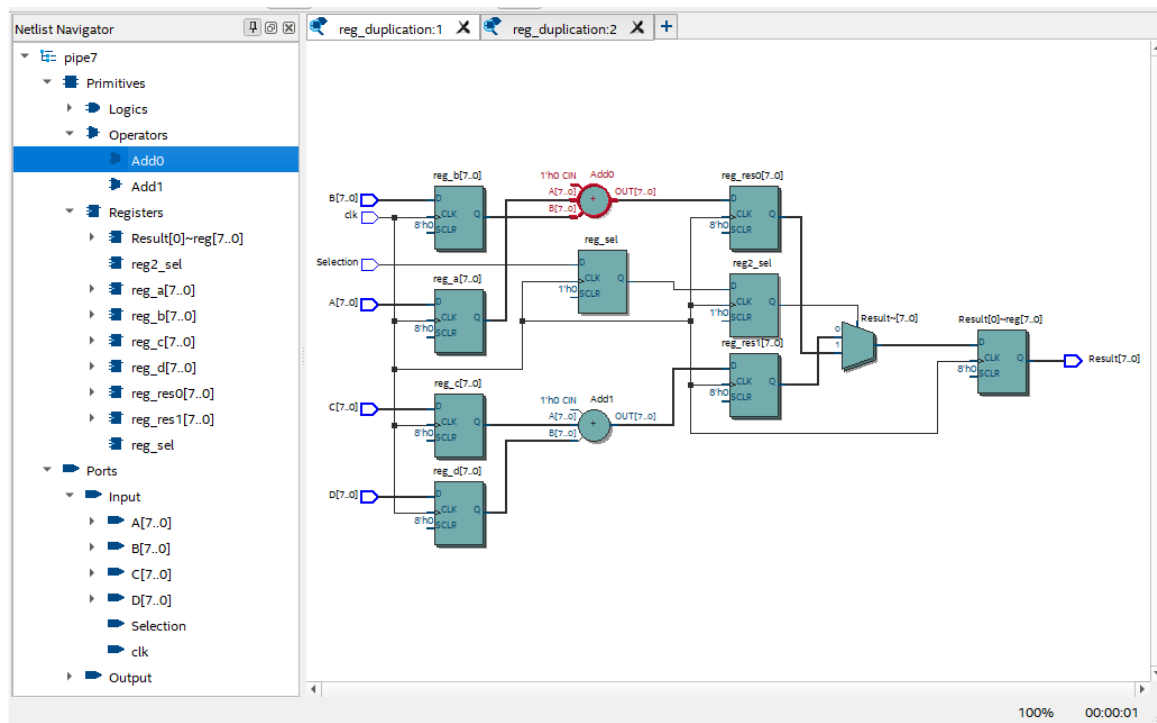 Netlist Navigator
reg_duplication:1
reg_duplication:2
pipe7
Primitives
Logics
Operators
Add0
Add1
Registers
Result[0]~reg[7..0]
reg2_sel
reg_a[7..0]
reg_b[7..0]
reg_c[7..0]
reg_d[7..0]
reg_res0[7..0]
reg_res1[7..0]
reg_sel
Ports
Input
A[7..0]
B[7..0]
C[7..0]
D[7..0]
Selection
clk
Output
B[7..0]
clk
Selection
A[7..0]
C[7..0]
D[7..0]
reg_b[7..0]
D
CLK Q
8'h0
SCLR
reg_a[7..0]
D
CLK Q
8'h0
SCLR
reg_c[7..0]
D
CLK Q
8'h0
SCLR
reg_d[7..0]
D
CLK Q
8'h0
SCLR
1'h0 CIN
Add0
A[7..0]
B[7..0]
+
OUT[7..0]
reg_sel
D
CLK Q
1'h0
SCLR
1'h0 CIN
Add1
A[7..0]
B[7..0]
+
OUT[7..0]
reg_res0[7..0]
D
CLK Q
8'h0
SCLR
reg2_sel
D
CLK Q
1'h0
SCLR
reg_res1[7..0]
D
CLK Q
8'h0
SCLR
Result~[7..0]
0
1
Result[0]~reg[7..0]
D
CLK Q
8'h0
SCLR
Result[7..0]
100% 00:00:01